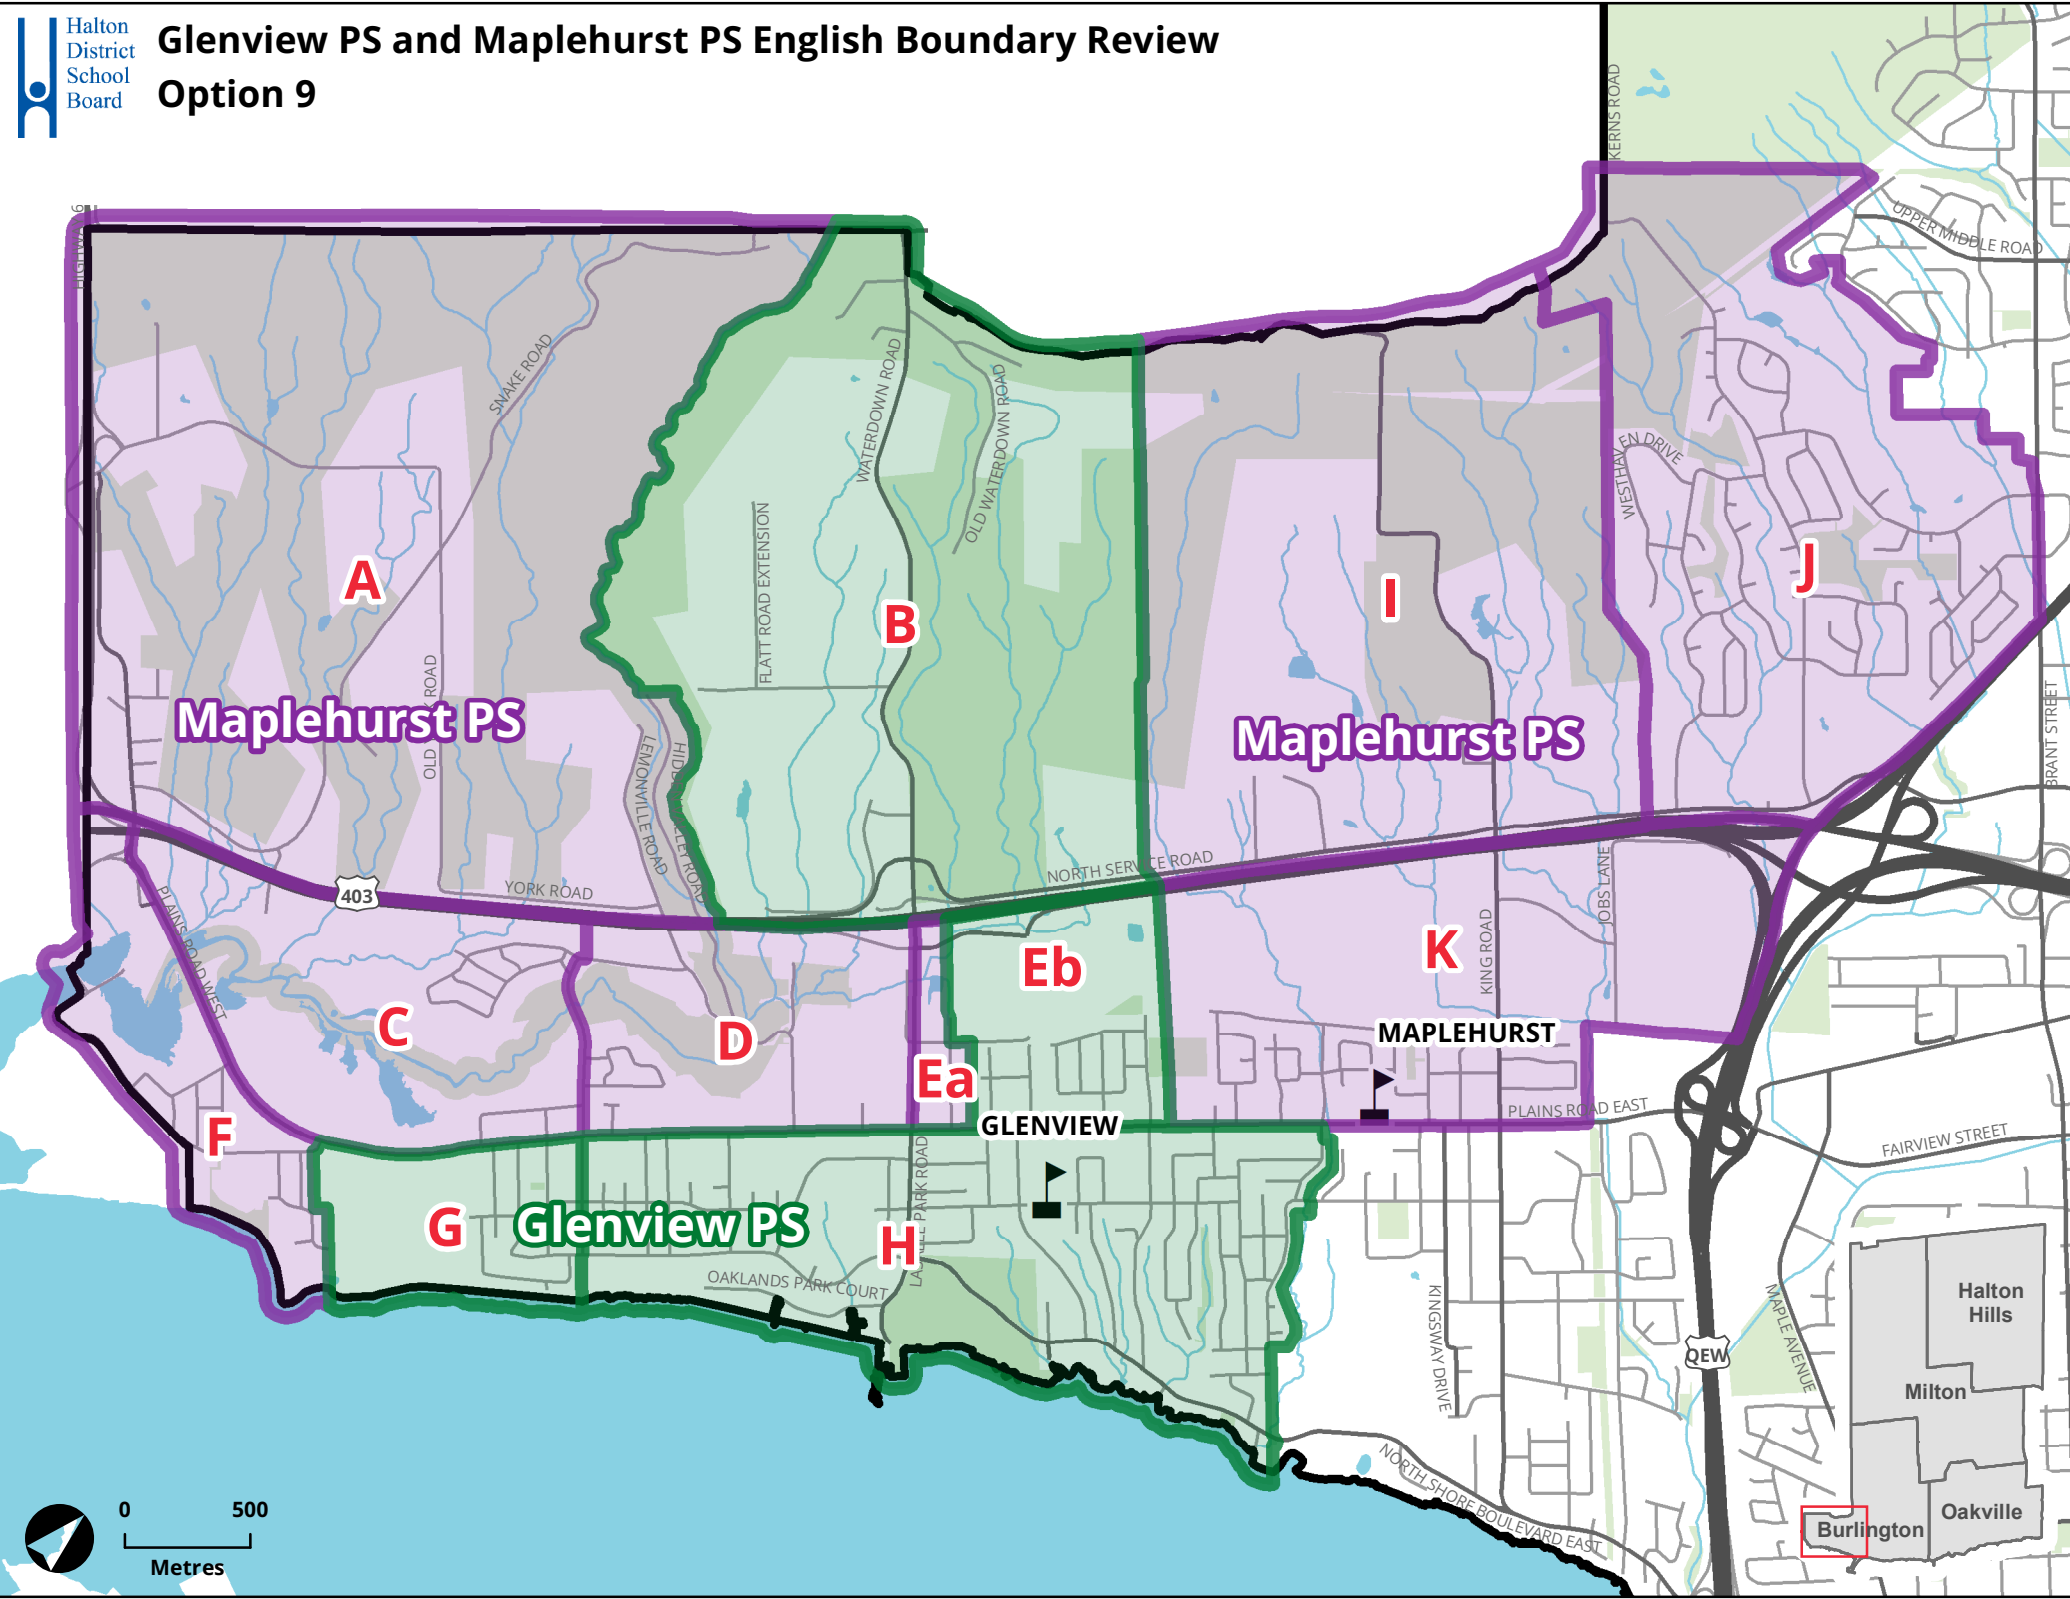 Halton
District
School
Board
Glenview PS and Maplehurst PS English Boundary Review
Option 9
KERNS ROAD
UPPER MIDDLE ROAD
SNAKE ROAD
WATERDOWN ROAD
OLD WATERDOWN ROAD
WESTHAVEN DRIVE
FLATT ROAD EXTENSION
A
B
I
J
Maplehurst PS
Maplehurst PS
OLD
ROAD
LEMONVILLE ROAD
BRANT STREET
NORTH SERVICE ROAD
403
YORK ROAD
PLAINS ROAD WEST
KING ROAD
K
Eb
C
D
MAPLEHURST
Ea
PLAINS ROAD EAST
GLENVIEW
F
FAIRVIEW STREET
G
Glenview PS
H
PARK ROAD
OAKLANDS PARK COURT
KINGSWAY DRIVE
MAPLE AVENUE
QEW
NORTH SHORE BOULEVARD EAST
Halton
Hills
Milton
Oakville
Burlington
0 500
Metres